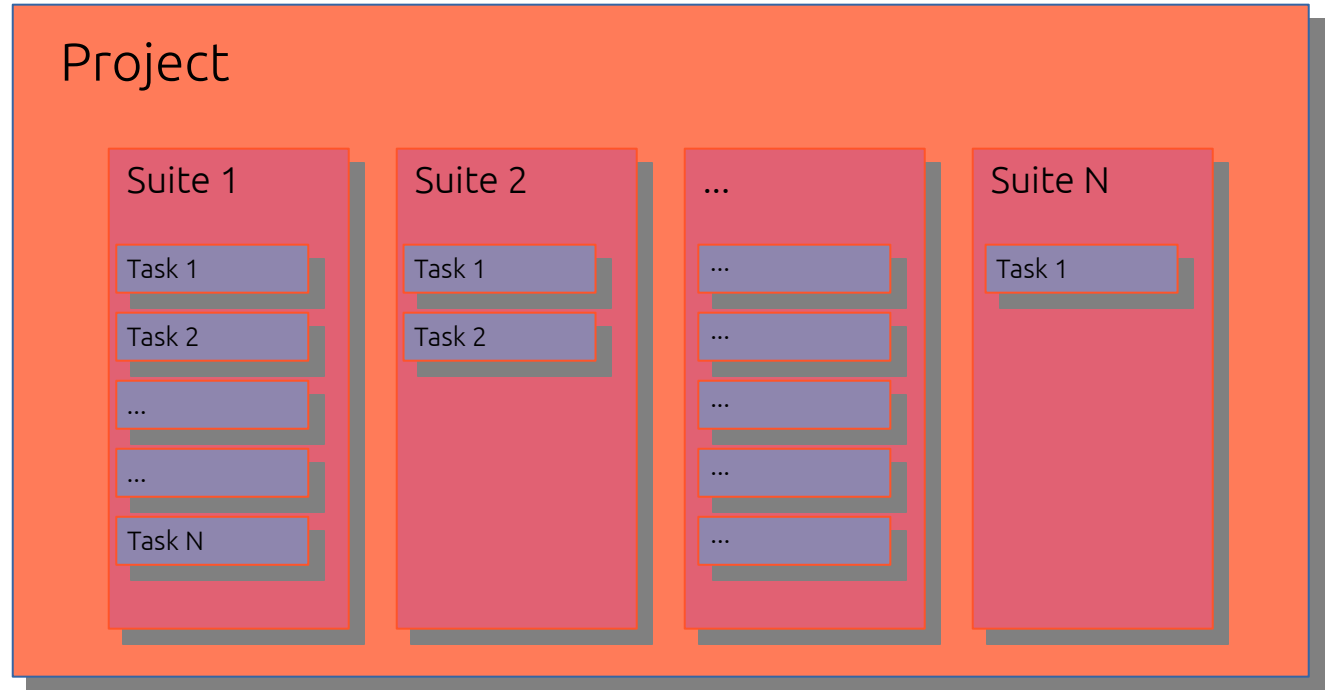 Project
Suite 1
Task 1
Task 2
...
...
Task N
Suite 2
Task 1
Task 2
...
...
...
...
...
...
Suite N
Task 1